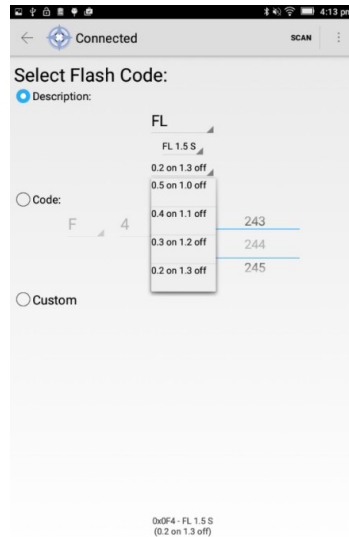 4:13 pm
Connected SCAN
Select Flash Code:
Description:
FL
FL 1.5 S
0.2 on 1.3 off
0.5 on 1.0 off
0.4 on 1.1 off
0.3 on 1.2 off
0.2 on 1.3 off
Code:
F 4 243
244
245
Custom
0x0F4 - FL 1.5 S
(0.2 on 1.3 off)